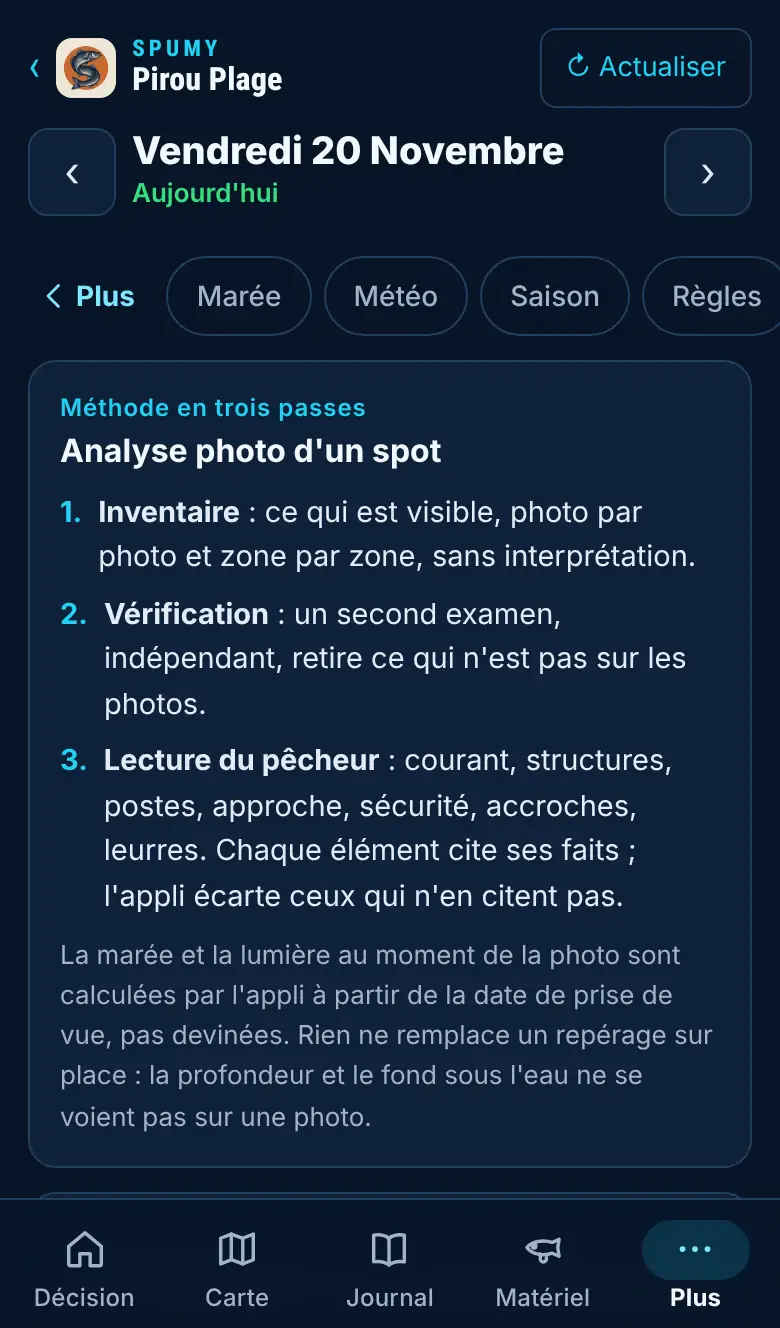 SPUMY
Pirou Plage
Actualiser
Vendredi 20 Novembre
Aujourd'hui
Plus
Marée
Météo
Saison
Règles
Méthode en trois passes
Analyse photo d'un spot
1. Inventaire : ce qui est visible, photo par
photo et zone par zone, sans interprétation.
2. Vérification : un second examen,
indépendant, retire ce qui n'est pas sur les
photos.
3. Lecture du pêcheur : courant, structures,
postes, approche, sécurité, accroches,
leurres. Chaque élément cite ses faits ;
l'appli écarte ceux qui n'en citent pas.
La marée et la lumière au moment de la photo sont
calculées par l'appli à partir de la date de prise de
vue, pas devinées. Rien ne remplace un repérage sur
place : la profondeur et le fond sous l'eau ne se
voient pas sur une photo.
Décision
Carte
Journal
Matériel
Plus